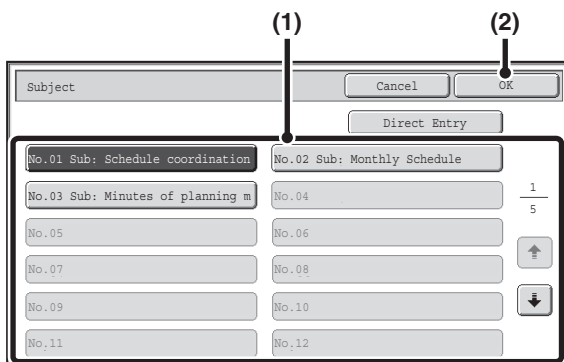 (1) (2)
Subject Cancel OK
Direct Entry
No.01 Sub: Schedule coordination No.02 Sub: Monthly Schedule
No.03 Sub: Minutes of planning m No.04
1
5
No.05 No.06
No.07 No.08
No.09 No.10
No.11 No.12